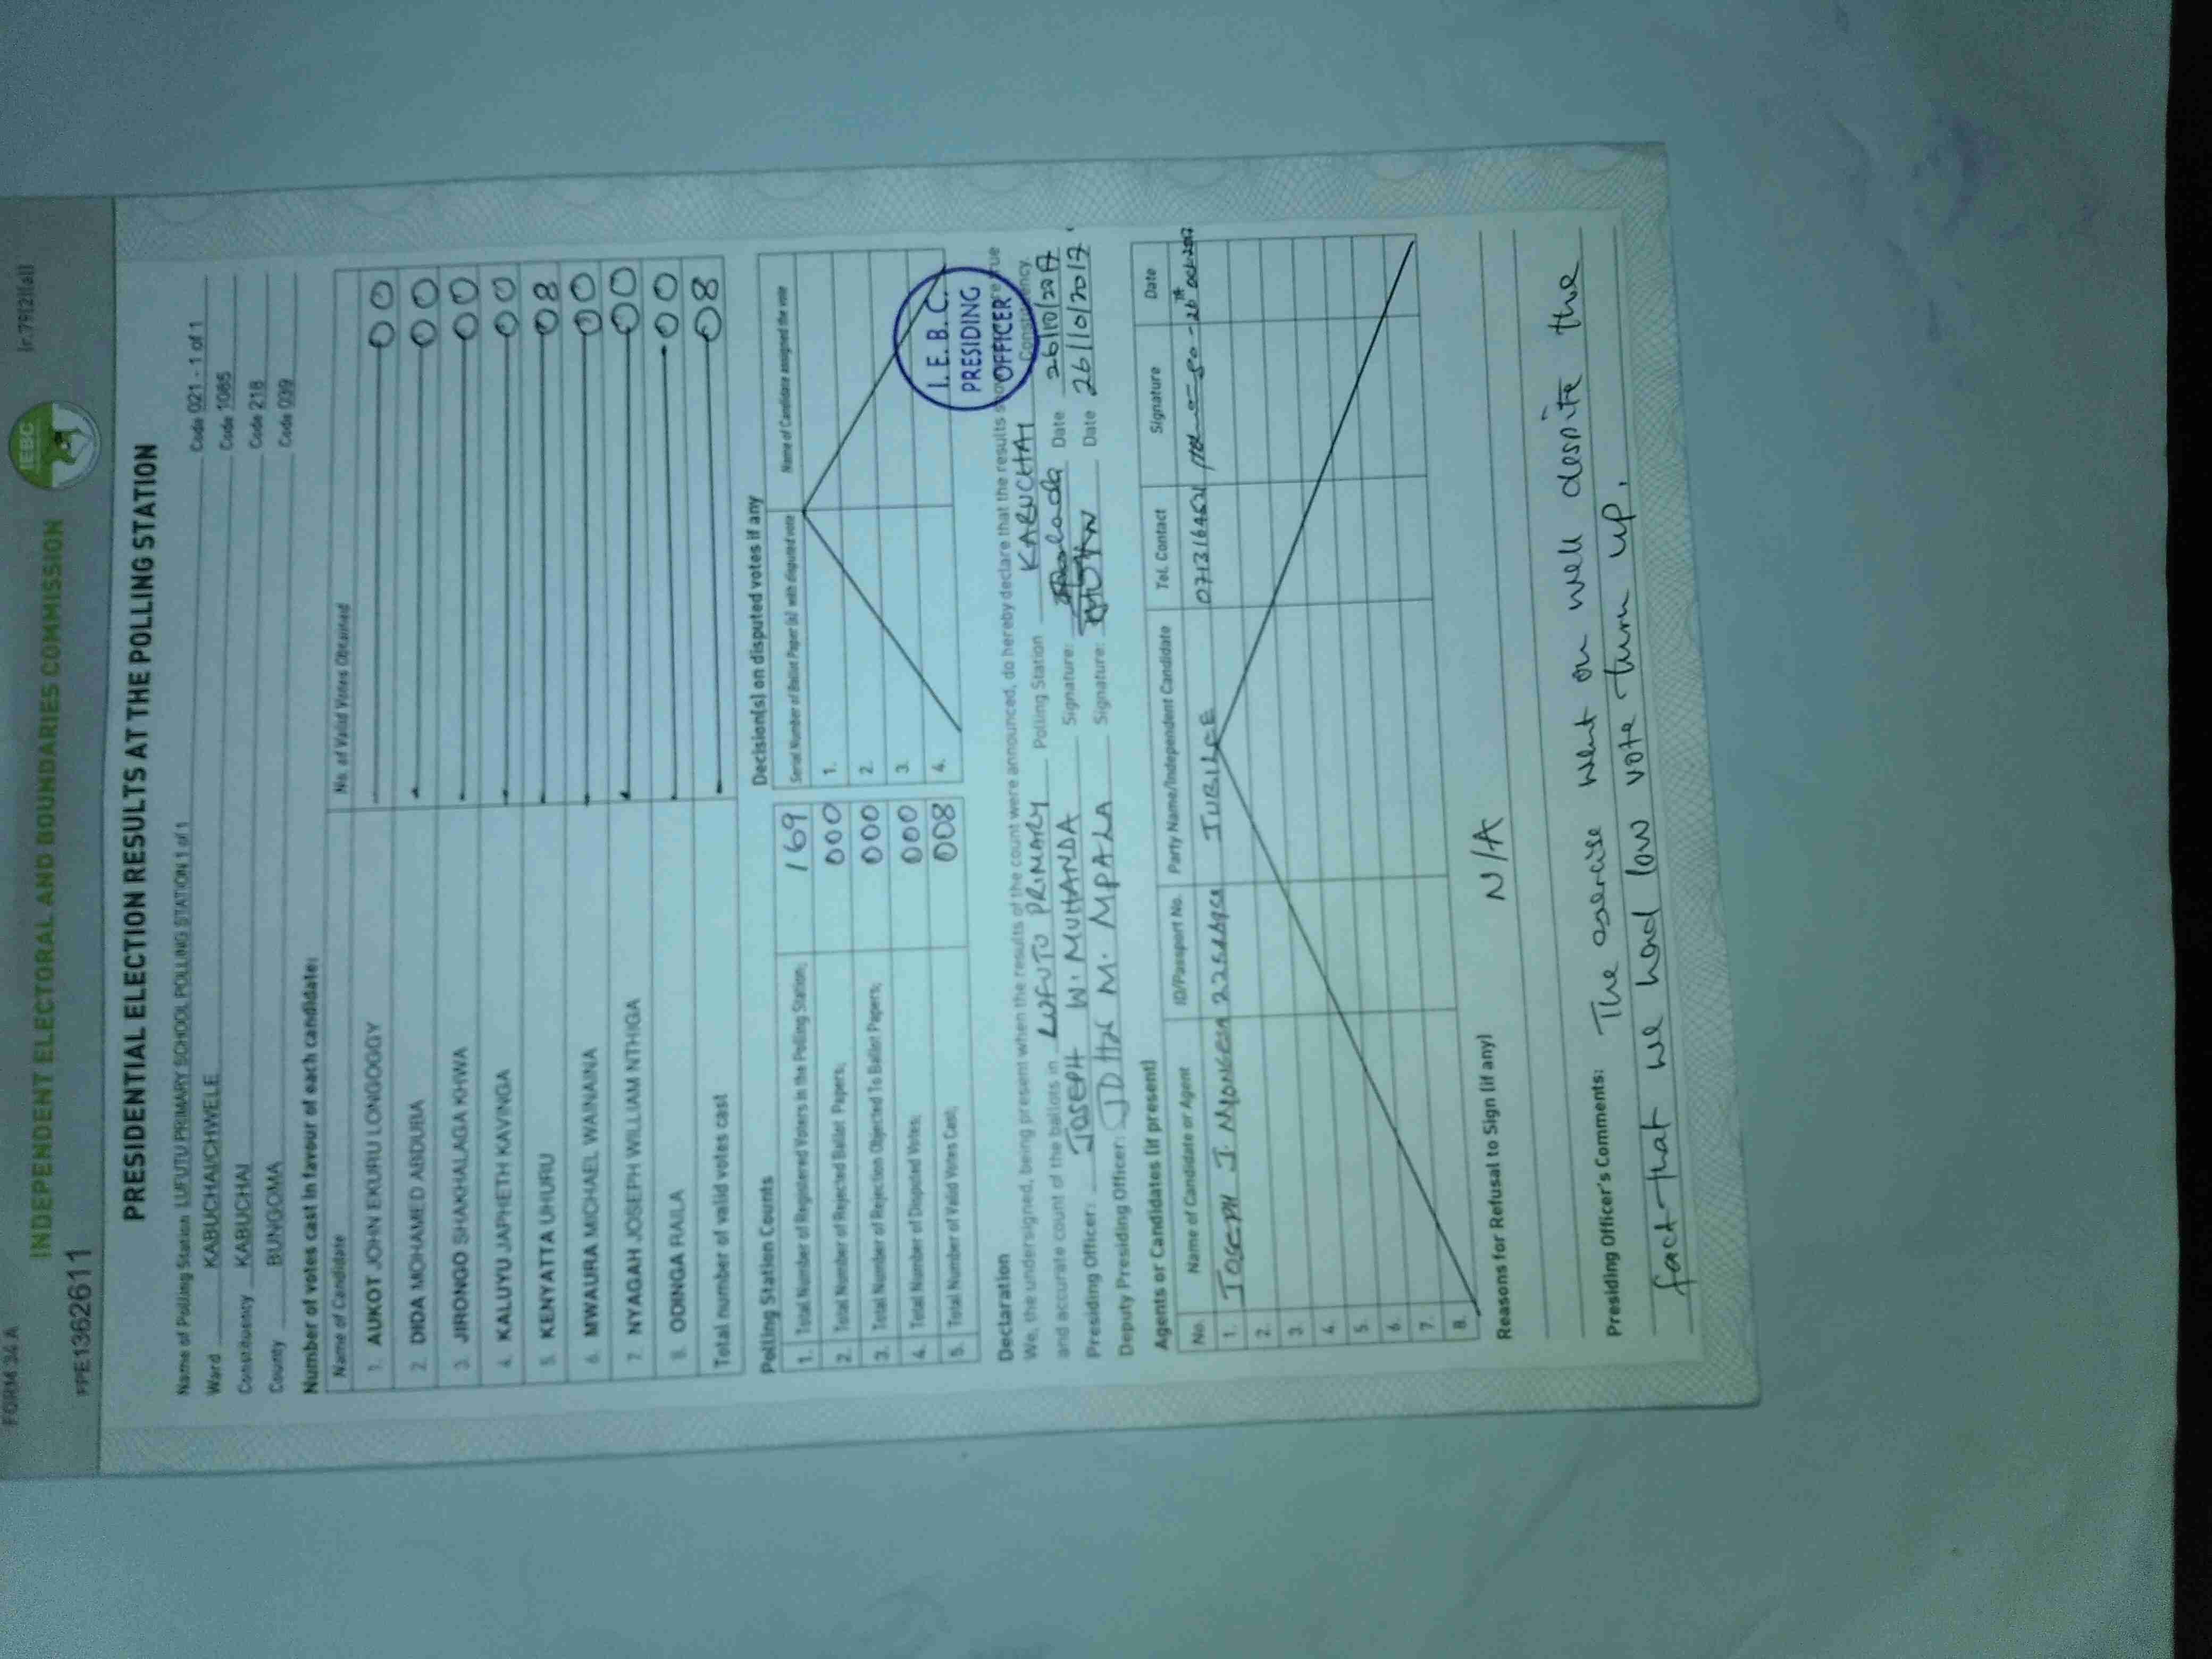 FORM 34 A
(r.79(2)(a))
INDEPENDENT ELECTORAL AND BOUNDARIES COMMISSION
IEBC
PPE1362611
PRESIDENTIAL ELECTION RESULTS AT THE POLLING STATION
Name of Polling Station LUFUTU PRIMARY SCHOOL POLLING STATION 1 of 1 Code 021 - 1 of 1
Ward KABUCHAI/CHWELE Code 1085
Constituency KABUCHAI Code 218
County BUNGOMA Code 039
Number of votes cast in favour of each candidate:
Name of Candidate No. of Valid Votes Obtained
1. AUKOT JOHN EKURU LONGOGGY 00
2. DIDA MOHAMED ABDUBA 00
3. JIRONGO SHAKHALAGA KHWA 00
4. KALUYU JAPHETH KAVINGA 00
5. KENYATTA UHURU 08
6. MWAURA MICHAEL WAINAINA 00
7. NYAGAH JOSEPH WILLIAM NTHIGA 00
8. ODINGA RAILA 00
Total number of valid votes cast 08
Polling Station Counts
1. Total Number of Registered Voters in the Polling Station; 169
2. Total Number of Rejected Ballot Papers; 000
3. Total Number of Rejection Objected To Ballot Papers; 000
4. Total Number of Disputed Votes; 000
5. Total Number of Valid Votes Cast; 008
Decision(s) on disputed votes if any
Serial Number of Ballot Paper (s) with disputed vote Name of Candidate assigned the vote
1.
2.
3.
4.
I. E. B. C.
PRESIDING
OFFICER
Declaration
We, the undersigned, being present when the results of the count were announced, do hereby declare that the results above are true
and accurate count of the ballots in LUFUTO PRIMARY Polling Station KABUCHAI Constituency.
Presiding Officer: JOSEPH W. MUHANDA Signature: Date 26/10/2017
Deputy Presiding Officer: M. MPALA Signature: Date 26/10/2017
Agents or Candidates (if present)
No. Name of Candidate or Agent ID/Passport No. Party Name/Independent Candidate Tel. Contact Signature Date
1. JOSEPH J. JUBILEE 26TH Oct 2017
2.
3.
4.
5.
6.
7.
8.
Reasons for Refusal to Sign (if any) N/A
Presiding Officer's Comments: The exercise went on well despite the
fact that we had low vote turn up.